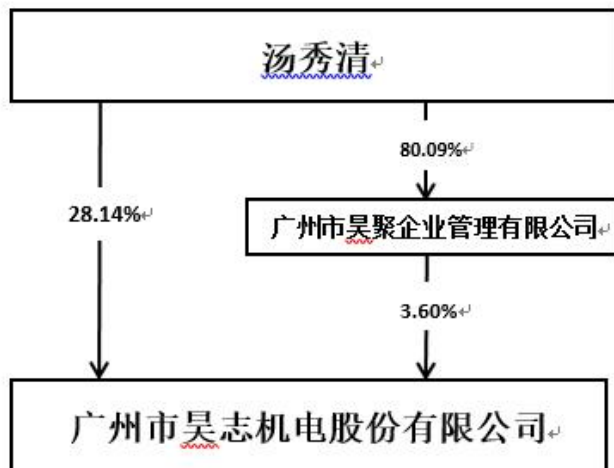 汤秀清
80.09%
28.14%
广州市昊聚企业管理有限公司
3.60%
广州市昊志机电股份有限公司